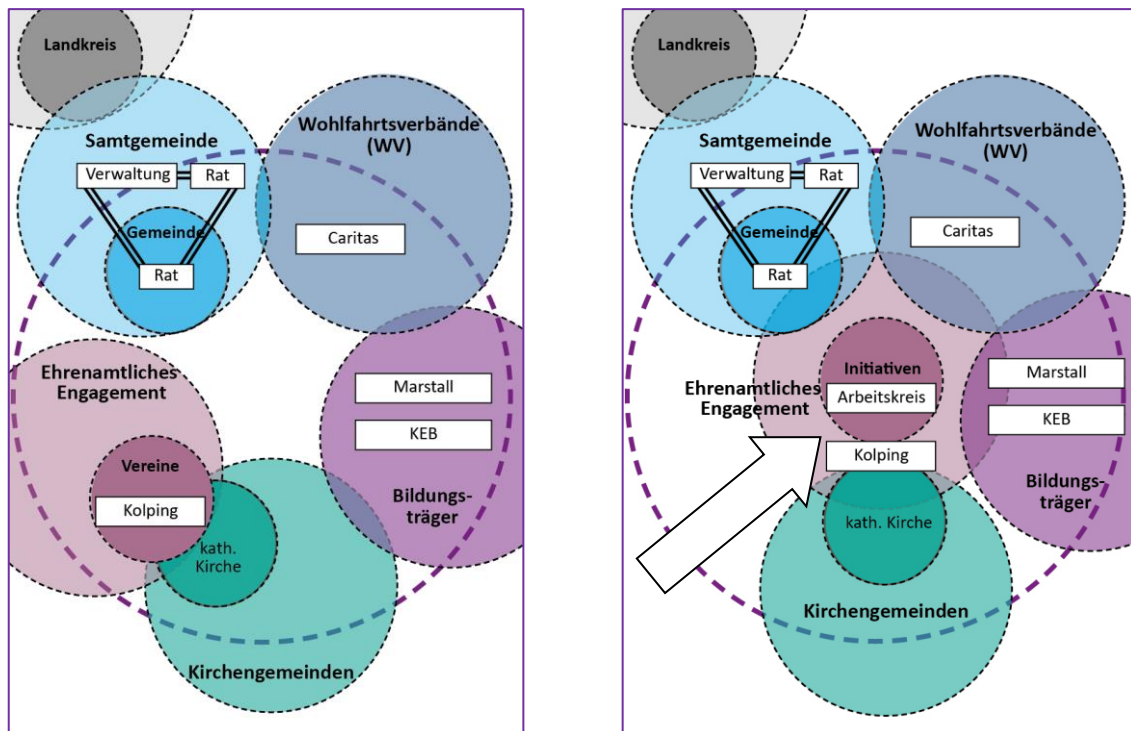 Landkreis
Wohlfahrtsverbände
(WV)
Samtgemeinde
Verwaltung
Rat
Gemeinde
Caritas
Rat
Ehrenamtliches
Engagement
Marstall
KEB
Vereine
Kolping
Bildungs-
träger
kath.
Kirche
Kirchengemeinden
Landkreis
Wohlfahrtsverbände
(WV)
Samtgemeinde
Verwaltung
Rat
Gemeinde
Caritas
Rat
Initiativen
Marstall
Ehrenamtliches
Engagement
Arbeitskreis
KEB
Kolping
Bildungs-
träger
kath. Kirche
Kirchengemeinden